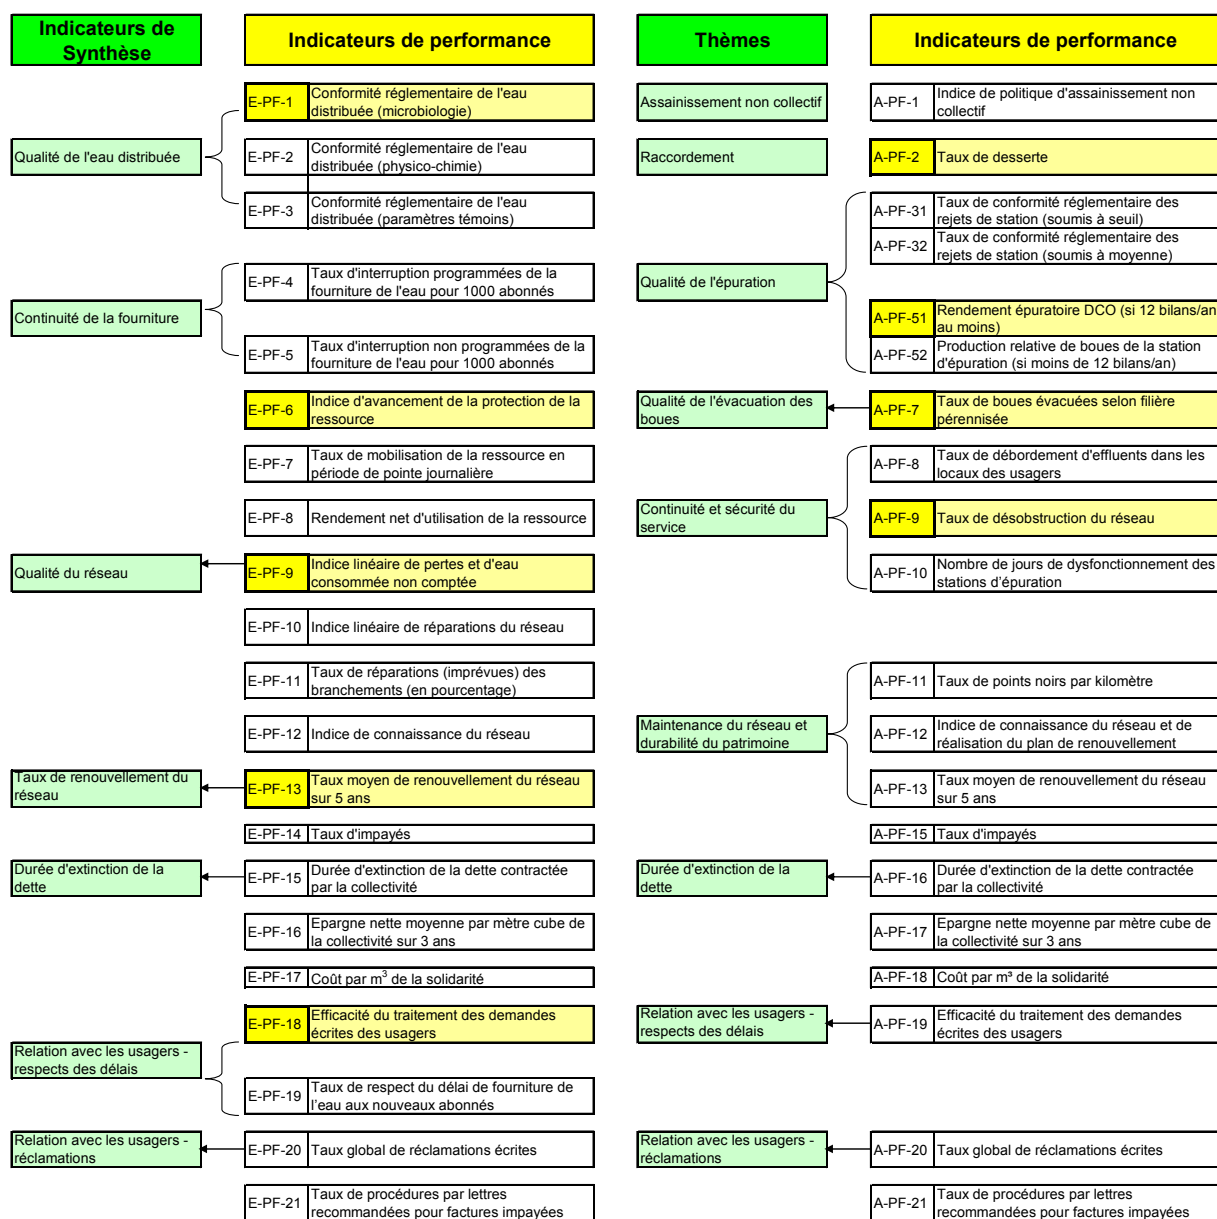 Indicateurs de
Synthèse
Indicateurs de performance
Thèmes
Indicateurs de performance
E-PF-1
Conformité réglementaire de l'eau
distribuée (microbiologie)
Qualité de l'eau distribuée
E-PF-2
Conformité réglementaire de l'eau
distribuée (physico-chimie)
E-PF-3
Conformité réglementaire de l'eau
distribuée (paramètres témoins)
E-PF-4
Taux d'interruption programmées de la
fourniture de l'eau pour 1000 abonnés
Continuité de la fourniture
E-PF-5
Taux d'interruption non programmées de la
fourniture de l'eau pour 1000 abonnés
E-PF-6
Indice d'avancement de la protection de la
ressource
E-PF-7
Taux de mobilisation de la ressource en
période de pointe journalière
E-PF-8
Rendement net d'utilisation de la ressource
Qualité du réseau
E-PF-9
Indice linéaire de pertes et d'eau
consommée non comptée
E-PF-10
Indice linéaire de réparations du réseau
E-PF-11
Taux de réparations (imprévues) des
branchements (en pourcentage)
E-PF-12
Indice de connaissance du réseau
Taux de renouvellement du
réseau
E-PF-13
Taux moyen de renouvellement du réseau
sur 5 ans
E-PF-14
Taux d'impayés
Durée d'extinction de la
dette
E-PF-15
Durée d'extinction de la dette contractée
par la collectivité
E-PF-16
Epargne nette moyenne par mètre cube de
la collectivité sur 3 ans
E-PF-17
Coût par m³ de la solidarité
E-PF-18
Efficacité du traitement des demandes
écrites des usagers
Relation avec les usagers -
respects des délais
E-PF-19
Taux de respect du délai de fourniture de
l'eau aux nouveaux abonnés
Relation avec les usagers -
réclamations
E-PF-20
Taux global de réclamations écrites
E-PF-21
Taux de procédures par lettres
recommandées pour factures impayées
Assainissement non collectif
A-PF-1
Indice de politique d'assainissement non
collectif
Raccordement
A-PF-2
Taux de desserte
A-PF-31
Taux de conformité réglementaire des
rejets de station (soumis à seuil)
A-PF-32
Taux de conformité réglementaire des
rejets de station (soumis à moyenne)
Qualité de l'épuration
A-PF-51
Rendement épuratoire DCO (si 12 bilans/an
au moins)
A-PF-52
Production relative de boues de la station
d'épuration (si moins de 12 bilans/an)
Qualité de l'évacuation des
boues
A-PF-7
Taux de boues évacuées selon filière
pérennisée
A-PF-8
Taux de débordement d'effluents dans les
locaux des usagers
Continuité et sécurité du
service
A-PF-9
Taux de désobstruction du réseau
A-PF-10
Nombre de jours de dysfonctionnement des
stations d'épuration
A-PF-11
Taux de points noirs par kilomètre
Maintenance du réseau et
durabilité du patrimoine
A-PF-12
Indice de connaissance du réseau et de
réalisation du plan de renouvellement
A-PF-13
Taux moyen de renouvellement du réseau
sur 5 ans
A-PF-15
Taux d'impayés
Durée d'extinction de la
dette
A-PF-16
Durée d'extinction de la dette contractée
par la collectivité
A-PF-17
Epargne nette moyenne par mètre cube de
la collectivité sur 3 ans
A-PF-18
Coût par m³ de la solidarité
Relation avec les usagers -
respects des délais
A-PF-19
Efficacité du traitement des demandes
écrites des usagers
Relation avec les usagers -
réclamations
A-PF-20
Taux global de réclamations écrites
A-PF-21
Taux de procédures par lettres
recommandées pour factures impayées